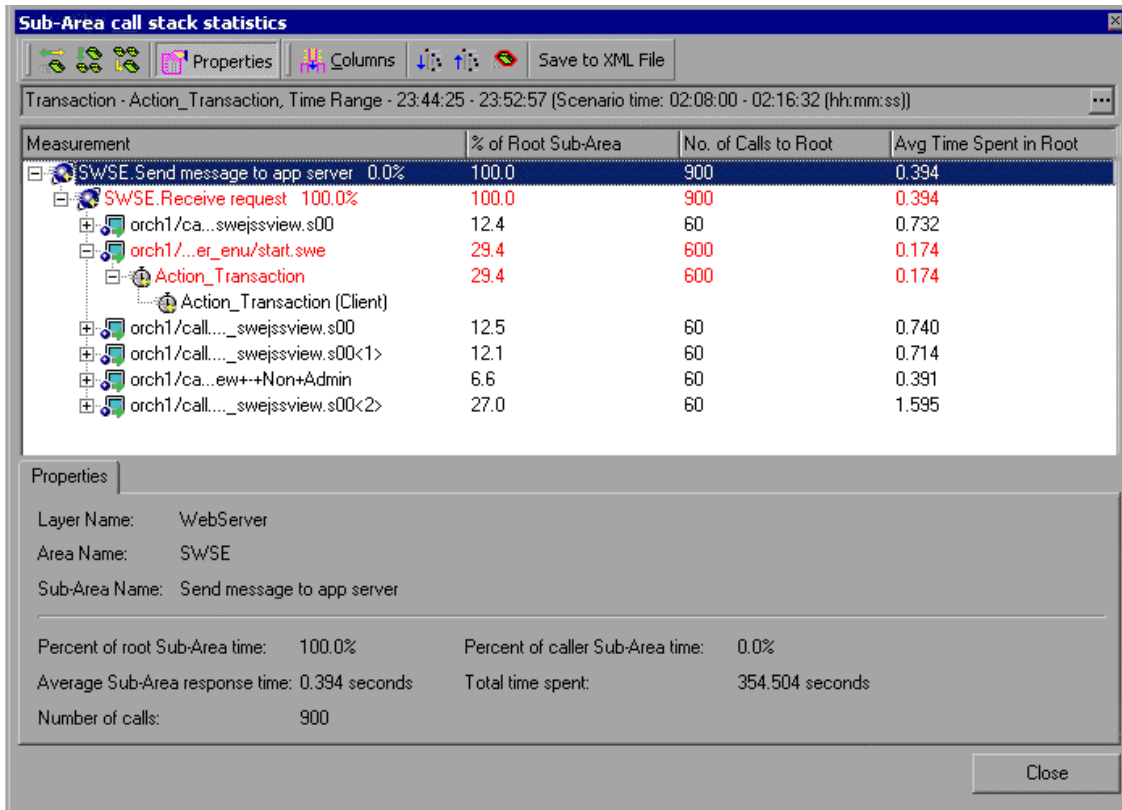 Sub-Area call stack statistics
Properties Columns Save to XML File
Transaction - Action_Transaction, Time Range - 23:44:25 - 23:52:57 (Scenario time: 02:08:00 - 02:16:32 (hh:mm:ss)) ...
Measurement % of Root Sub-Area No. of Calls to Root Avg Time Spent in Root
SWSE.Send message to app server 0.0% 100.0 900 0.394
SWSE.Receive request 100.0% 100.0 900 0.394
orch1/ca...swejssview.s00 12.4 60 0.732
orch1/...er_enu/start.swe 29.4 600 0.174
Action_Transaction 29.4 600 0.174
Action_Transaction (Client)
orch1/call...._swejssview.s00 12.5 60 0.740
orch1/call...._swejssview.s00<1> 12.1 60 0.714
orch1/ca...ew+-+Non+Admin 6.6 60 0.391
orch1/call...._swejssview.s00<2> 27.0 60 1.595
Properties
Layer Name: WebServer
Area Name: SWSE
Sub-Area Name: Send message to app server
Percent of root Sub-Area time: 100.0% Percent of caller Sub-Area time: 0.0%
Average Sub-Area response time: 0.394 seconds Total time spent: 354.504 seconds
Number of calls: 900
Close